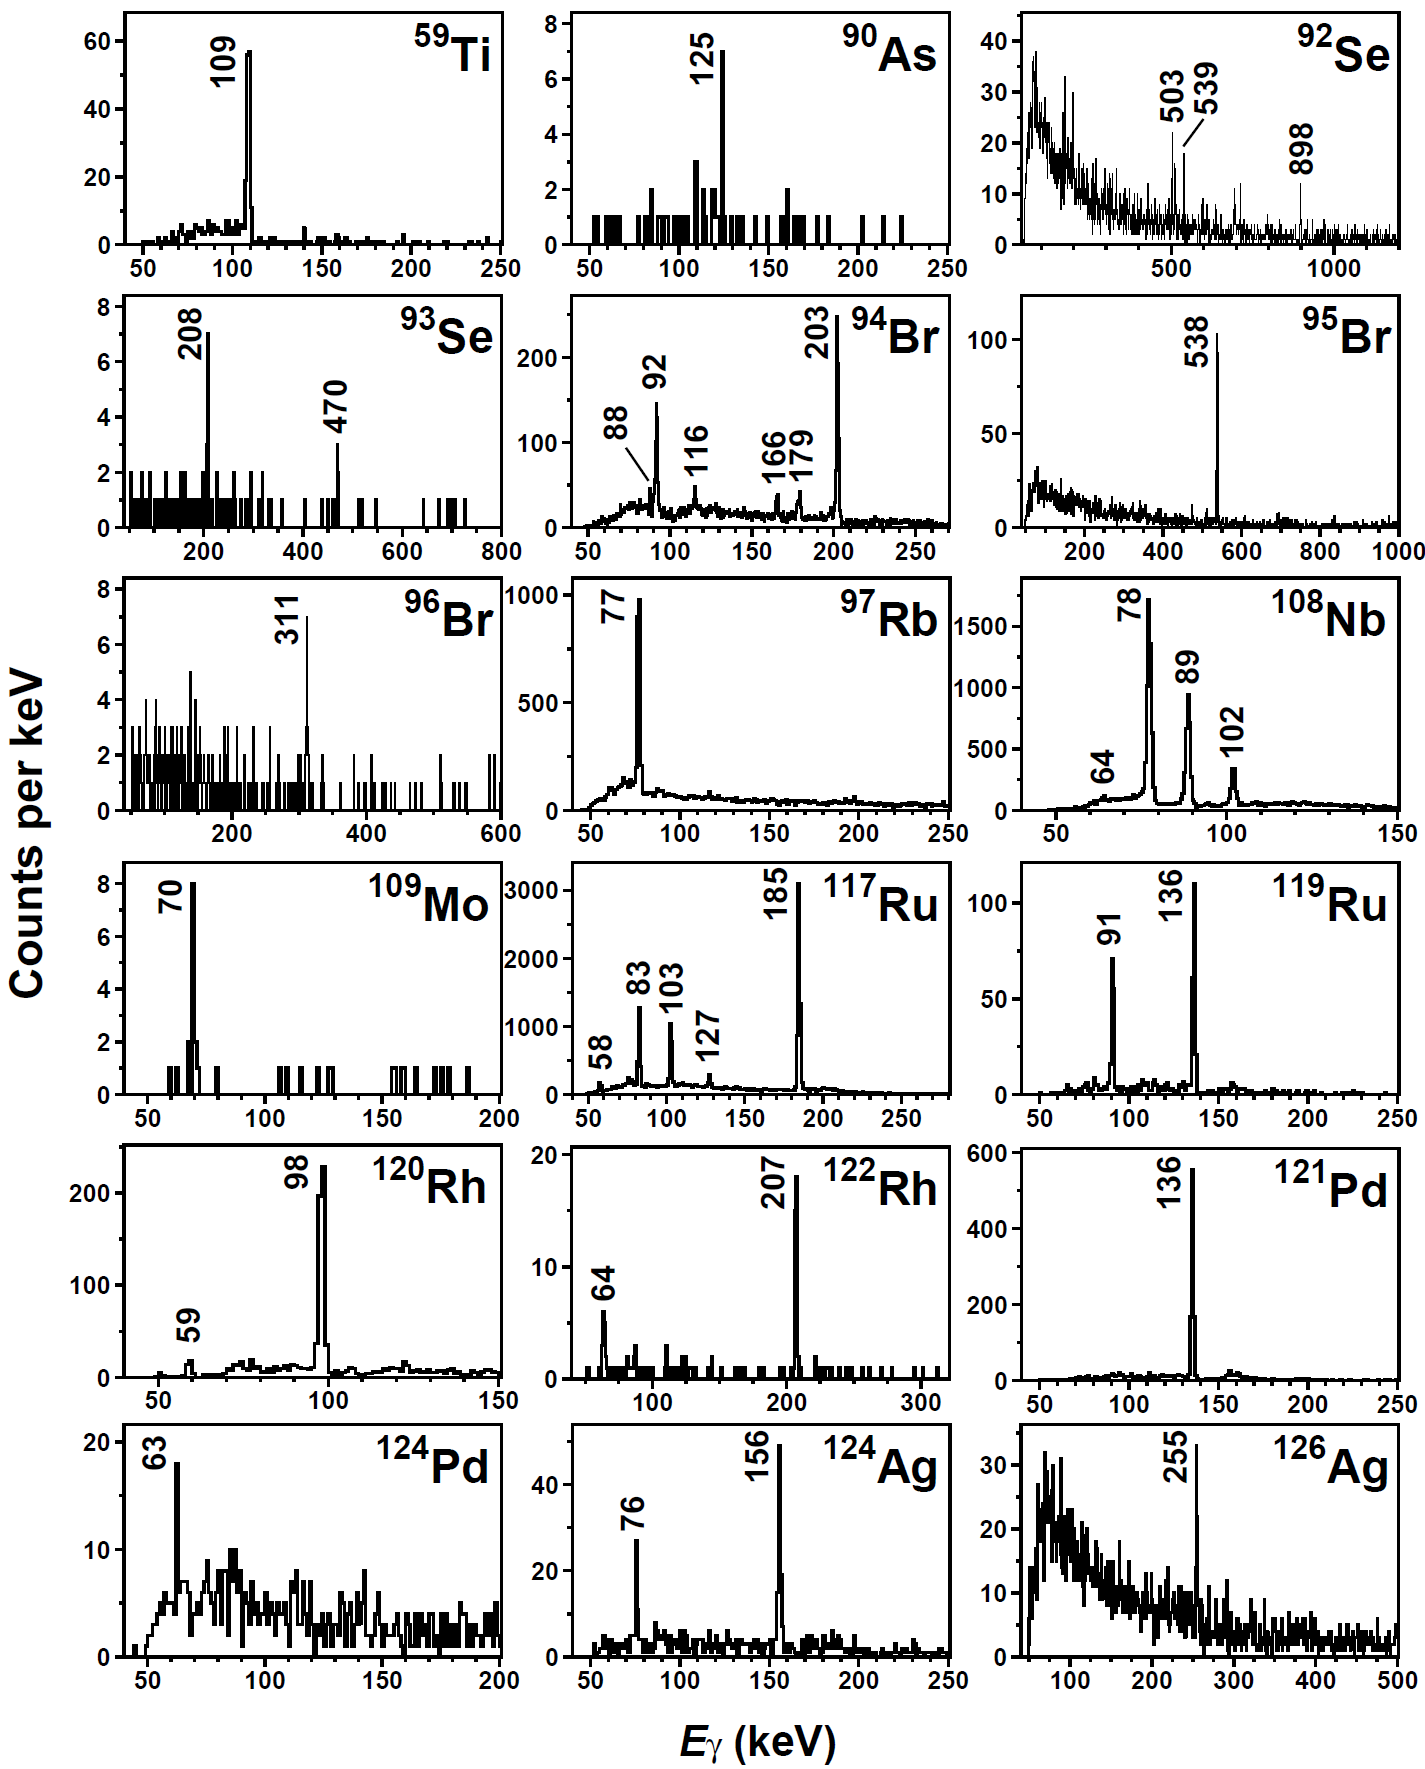 Counts per keV
59Ti
109
60
40
20
0
50 100 150 200 250
90As
125
8
6
4
2
0
50 100 150 200 250
92Se
503
539
898
40
30
20
10
0
500 1000
93Se
208
470
8
6
4
2
0
200 400 600 800
94Br
88
92
116
166
179
203
200
100
0
50 100 150 200 250
95Br
538
100
50
0
200 400 600 800 1000
96Br
311
8
6
4
2
0
200 400 600
97Rb
77
1000
500
0
50 100 150 200 250
108Nb
64
78
89
102
1500
1000
500
0
50 100 150
109Mo
70
8
6
4
2
0
50 100 150 200
117Ru
58
83
103
127
185
3000
2000
1000
0
50 100 150 200 250
119Ru
91
136
100
50
0
50 100 150 200 250
120Rh
59
98
200
100
0
50 100 150
122Rh
64
207
20
10
0
100 200 300
121Pd
136
600
400
200
0
50 100 150 200 250
124Pd
63
20
10
0
50 100 150 200
124Ag
76
156
40
20
0
50 100 150 200 250
126Ag
255
30
20
10
0
100 200 300 400 500
Eγ (keV)